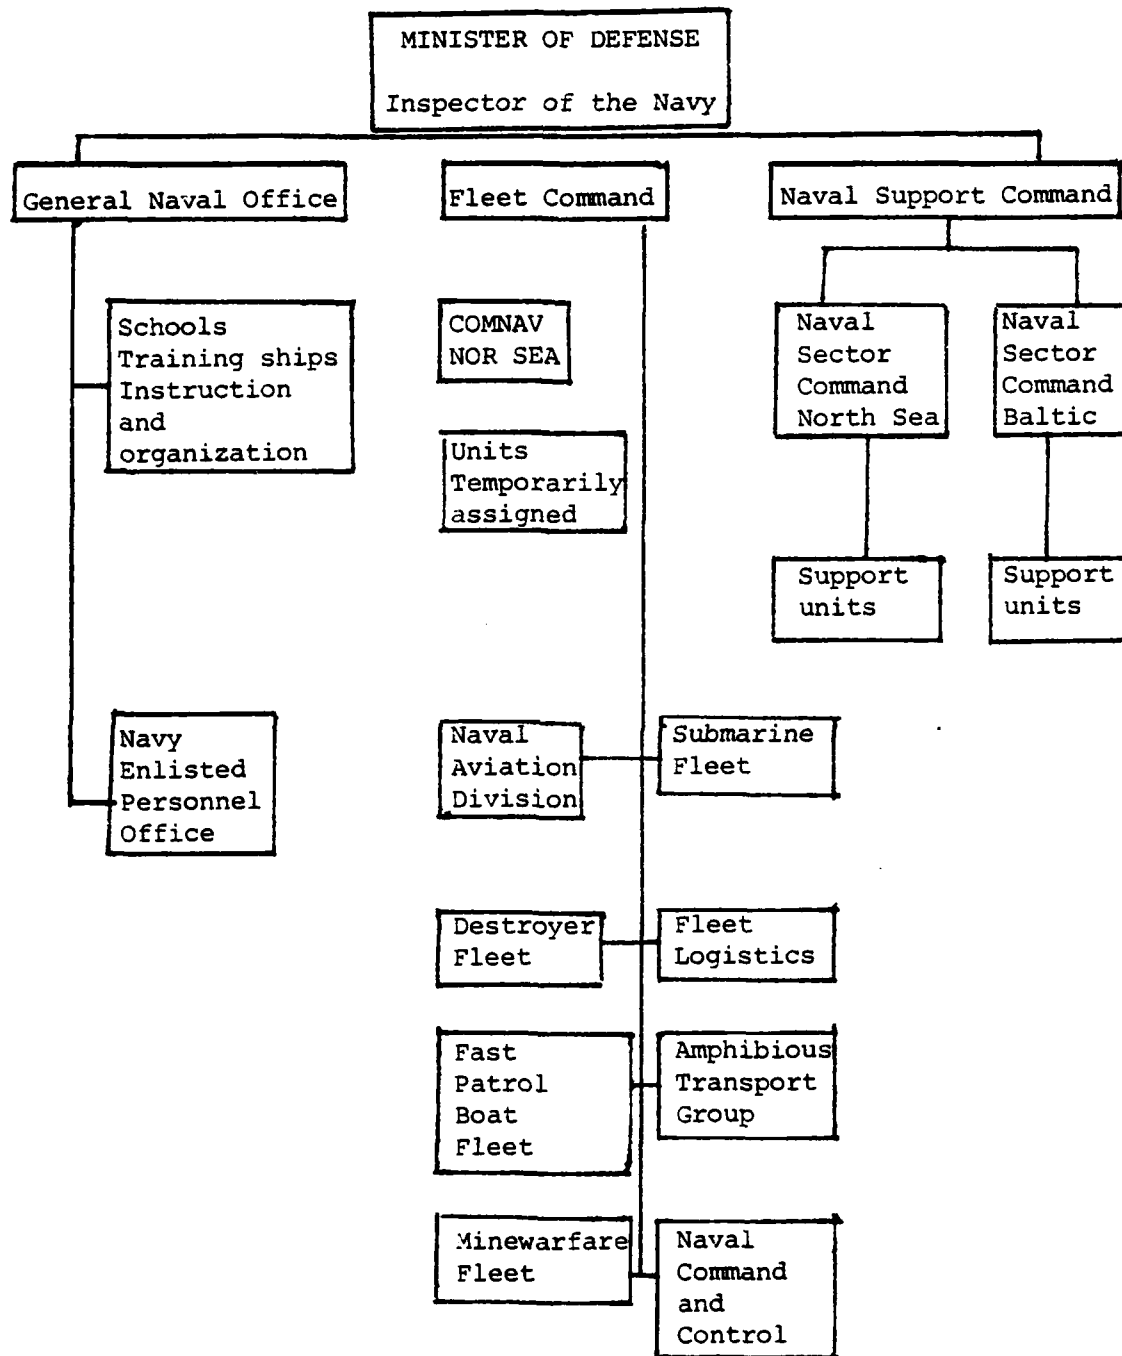 MINISTER OF DEFENSE
Inspector of the Navy
General Naval Office
Fleet Command
Naval Support Command
Schools
Training ships
Instruction
and
organization
COMNAV
NOR SEA
Naval
Sector
Command
North Sea
Naval
Sector
Command
Baltic
Units
Temporarily
assigned
Support
units
Support
units
Navy
Enlisted
Personnel
Office
Naval
Aviation
Division
Submarine
Fleet
Destroyer
Fleet
Fleet
Logistics
Fast
Patrol
Boat
Fleet
Amphibious
Transport
Group
Minewarfare
Fleet
Naval
Command
and
Control